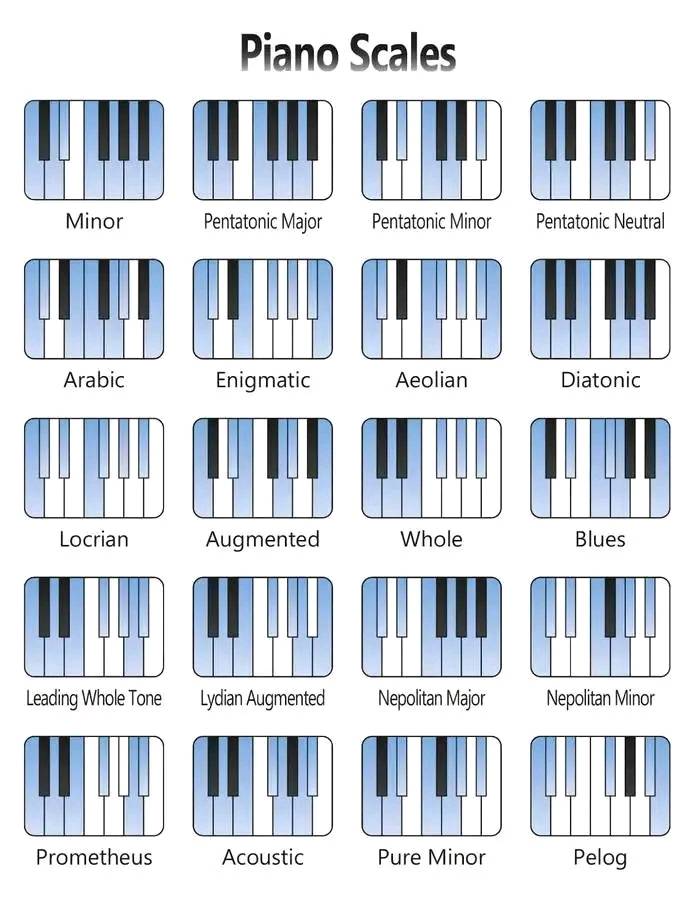 Piano Scales
Minor
Pentatonic Major
Pentatonic Minor
Pentatonic Neutral
Arabic
Enigmatic
Aeolian
Diatonic
Locrian
Augmented
Whole
Blues
Leading Whole Tone
Lydian Augmented
Nepolitan Major
Nepolitan Minor
Prometheus
Acoustic
Pure Minor
Pelog